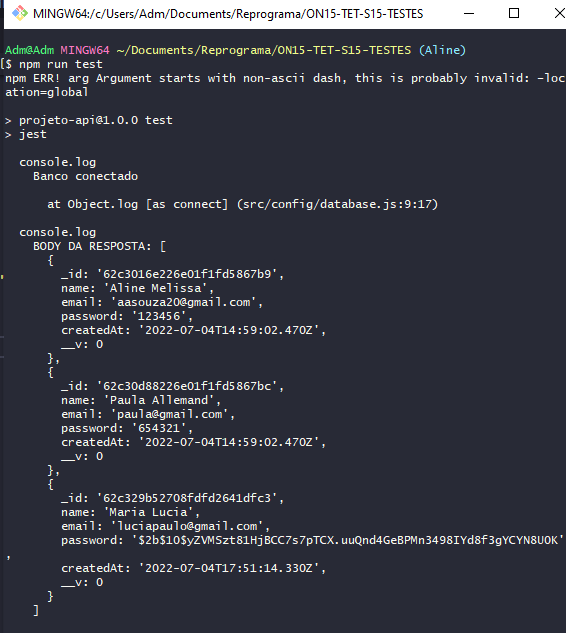 MINGW64:/c/Users/Adm/Documents/Reprograma/ON15-TET-S15-TESTES
Adm@Adm MINGW64 ~/Documents/Reprograma/ON15-TET-S15-TESTES (Aline)
$ npm run test
npm ERR! arg Argument starts with non-ascii dash, this is probably invalid: –loc
ation=global
> projeto-api@1.0.0 test
> jest
console.log
Banco conectado
at Object.log [as connect] (src/config/database.js:9:17)
console.log
BODY DA RESPOSTA: [
{
_id: '62c3016e226e01f1fd5867b9',
name: 'Aline Melissa',
email: 'aasouza20@gmail.com',
password: '123456',
createdAt: '2022-07-04T14:59:02.470Z',
__v: 0
},
{
_id: '62c30d88226e01f1fd5867bc',
name: 'Paula Allemand',
email: 'paula@gmail.com',
password: '654321',
createdAt: '2022-07-04T14:59:02.470Z',
__v: 0
},
{
_id: '62c329b52708fdfd2641dfc3',
name: 'Maria Lucia',
email: 'luciapaulo@gmail.com',
password: '$2b$10$yZVMSzt81HjBCC7s7pTCX.uuQnd4GeBPMn3498IYd8f3gYCYN8UOK'
,
createdAt: '2022-07-04T17:51:14.330Z',
__v: 0
}
]